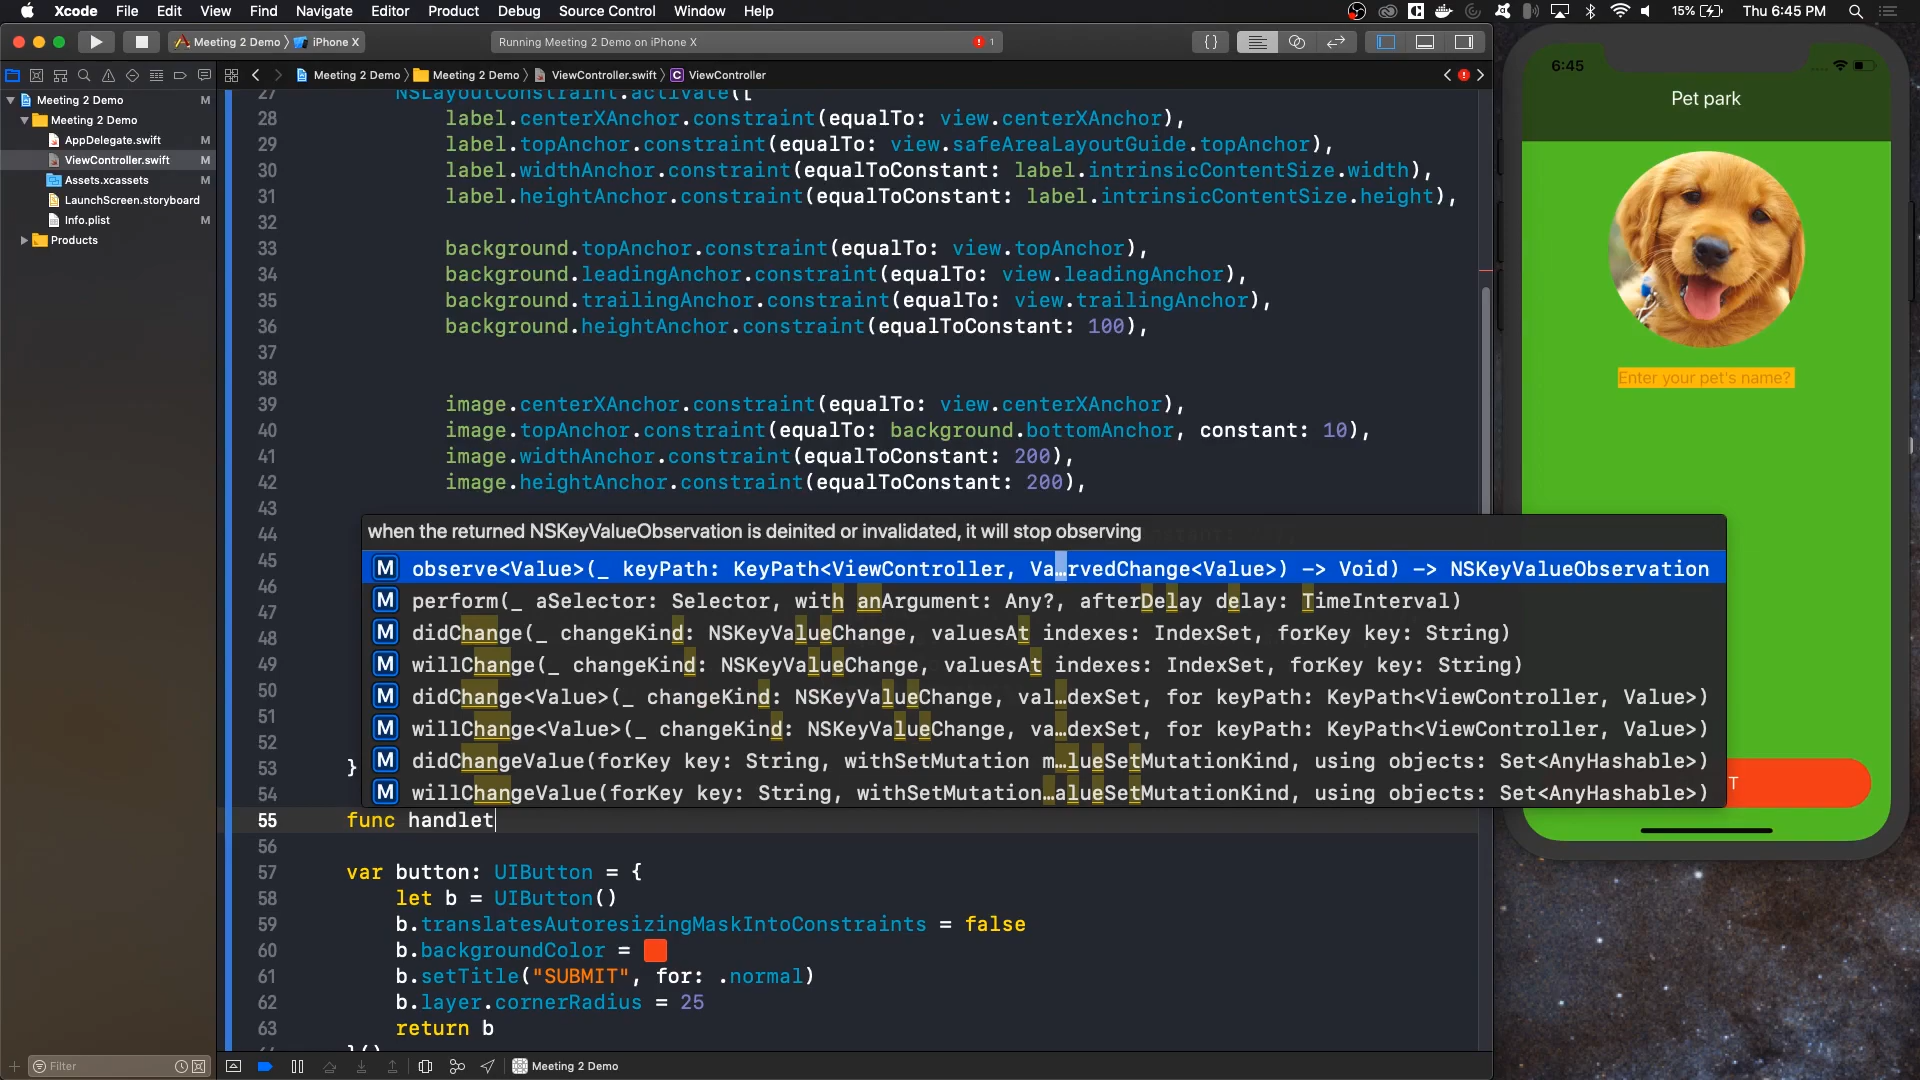 Xcode File Edit View Find Navigate Editor Product Debug Source Control Window Help 15% Thu 6:45 PM
Meeting 2 Demo iPhone X Running Meeting 2 Demo on iPhone X 1
Meeting 2 Demo Meeting 2 Demo ViewController.swift C ViewController
Meeting 2 Demo M
Meeting 2 Demo
AppDelegate.swift M
ViewController.swift M
Assets.xcassets M
LaunchScreen.storyboard
Info.plist M
Products
27 NSLayoutConstraint.activate([
28 label.centerXAnchor.constraint(equalTo: view.centerXAnchor),
29 label.topAnchor.constraint(equalTo: view.safeAreaLayoutGuide.topAnchor),
30 label.widthAnchor.constraint(equalToConstant: label.intrinsicContentSize.width),
31 label.heightAnchor.constraint(equalToConstant: label.intrinsicContentSize.height),
32
33 background.topAnchor.constraint(equalTo: view.topAnchor),
34 background.leadingAnchor.constraint(equalTo: view.leadingAnchor),
35 background.trailingAnchor.constraint(equalTo: view.trailingAnchor),
36 background.heightAnchor.constraint(equalToConstant: 100),
37
38
39 image.centerXAnchor.constraint(equalTo: view.centerXAnchor),
40 image.topAnchor.constraint(equalTo: background.bottomAnchor, constant: 10),
41 image.widthAnchor.constraint(equalToConstant: 200),
42 image.heightAnchor.constraint(equalToConstant: 200),
43
44
when the returned NSKeyValueObservation is deinited or invalidated, it will stop observing
45
M observe<Value>(_ keyPath: KeyPath<ViewController, Va…rvedChange<Value>) -> Void) -> NSKeyValueObservation
46
M perform(_ aSelector: Selector, with anArgument: Any?, afterDelay delay: TimeInterval)
47
M didChange(_ changeKind: NSKeyValueChange, valuesAt indexes: IndexSet, forKey key: String)
48
49
M willChange(_ changeKind: NSKeyValueChange, valuesAt indexes: IndexSet, forKey key: String)
50
M didChange<Value>(_ changeKind: NSKeyValueChange, val…dexSet, for keyPath: KeyPath<ViewController, Value>)
51
M willChange<Value>(_ changeKind: NSKeyValueChange, va…dexSet, for keyPath: KeyPath<ViewController, Value>)
52
M didChangeValue(forKey key: String, withSetMutation m…lueSetMutationKind, using objects: Set<AnyHashable>)
53 }
54
M willChangeValue(forKey key: String, withSetMutation…alueSetMutationKind, using objects: Set<AnyHashable>)
55 func handlet
56
57 var button: UIButton = {
58 let b = UIButton()
59 b.translatesAutoresizingMaskIntoConstraints = false
60 b.backgroundColor =
61 b.setTitle("SUBMIT", for: .normal)
62 b.layer.cornerRadius = 25
63 return b
}()
Filter Meeting 2 Demo
6:45
Pet park
Enter your pet's name?
T